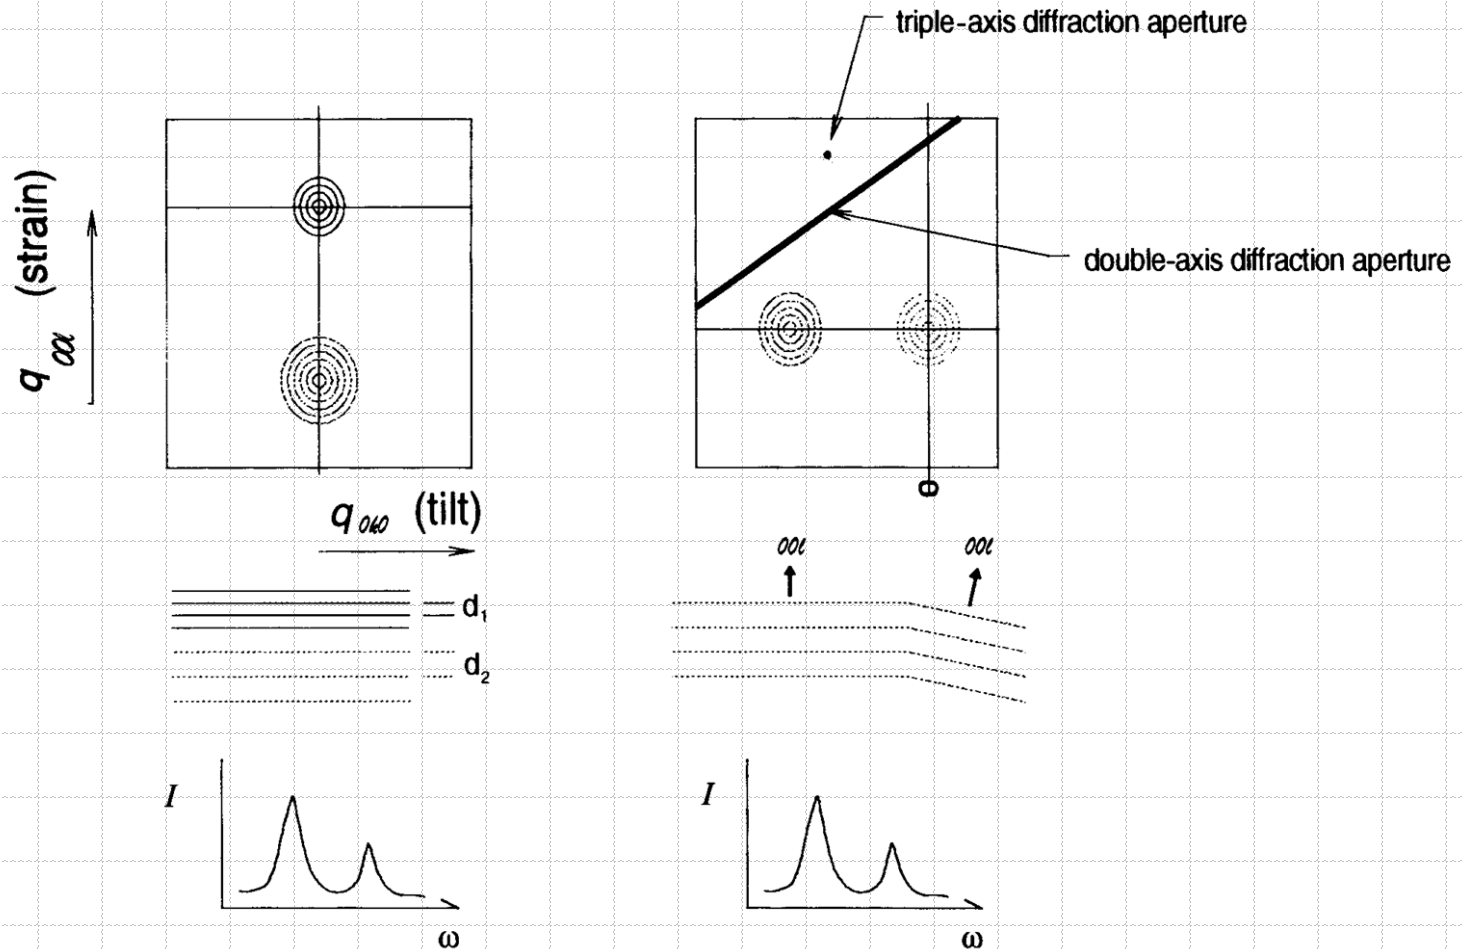 triple-axis diffraction aperture
q 00l (strain)
double-axis diffraction aperture
Θ
q 0k0 (tilt)
00l
00l
d1
d2
I
I
ω
ω